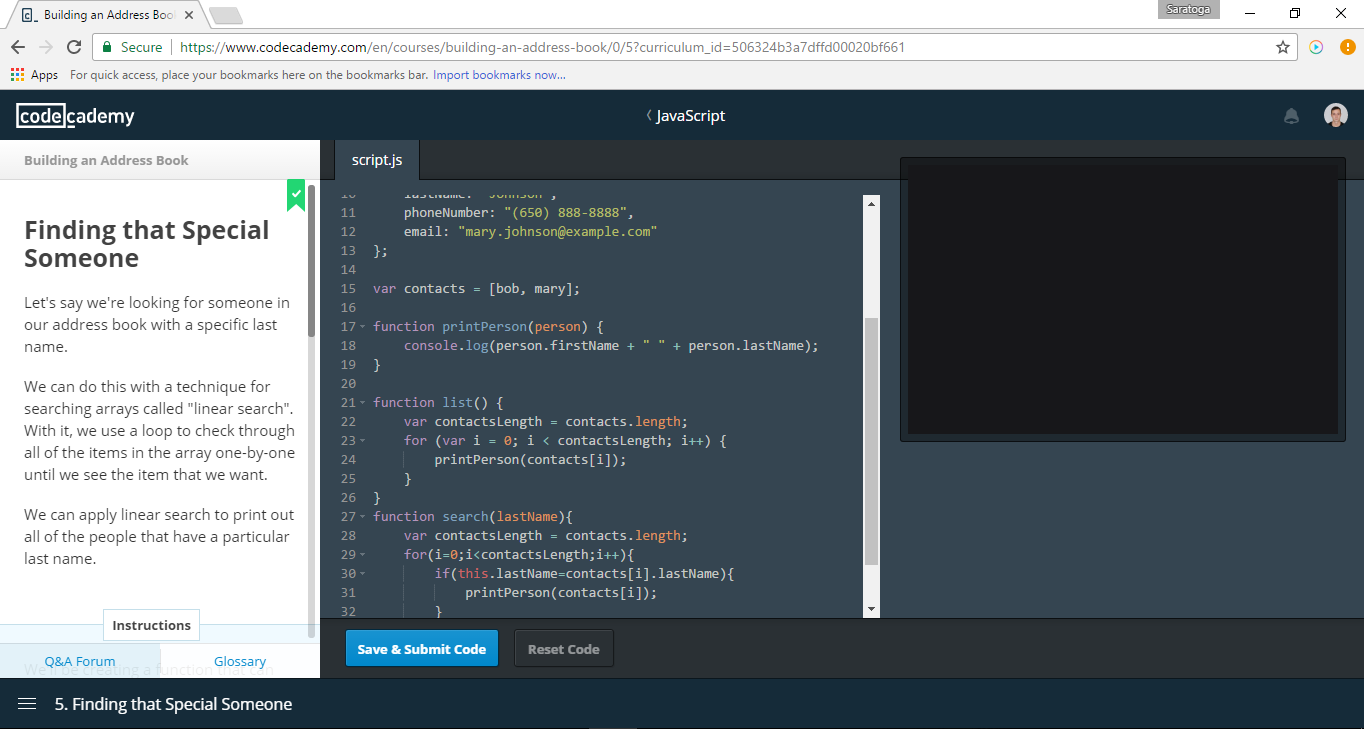 Building an Address Boo
Saratoga
Secure
https://www.codecademy.com/en/courses/building-an-address-book/0/5?curriculum_id=506324b3a7dffd00020bf661
Apps For quick access, place your bookmarks here on the bookmarks bar. Import bookmarks now...
codecademy
JavaScript
Building an Address Book
Finding that Special
Someone
Let's say we're looking for someone in
our address book with a specific last
name.
We can do this with a technique for
searching arrays called "linear search".
With it, we use a loop to check through
all of the items in the array one-by-one
until we see the item that we want.
We can apply linear search to print out
all of the people that have a particular
last name.
Instructions
We'll be creating a function that can
Q&A Forum Glossary
script.js
10 lastName: "Johnson",
11 phoneNumber: "(650) 888-8888",
12 email: "mary.johnson@example.com"
13 };
14
15 var contacts = [bob, mary];
16
17 function printPerson(person) {
18 console.log(person.firstName + " " + person.lastName);
19 }
20
21 function list() {
22 var contactsLength = contacts.length;
23 for (var i = 0; i < contactsLength; i++) {
24 printPerson(contacts[i]);
25 }
26 }
27 function search(lastName){
28 var contactsLength = contacts.length;
29 for(i=0;i<contactsLength;i++){
30 if(this.lastName=contacts[i].lastName){
31 printPerson(contacts[i]);
32 }
Save & Submit Code
Reset Code
5. Finding that Special Someone